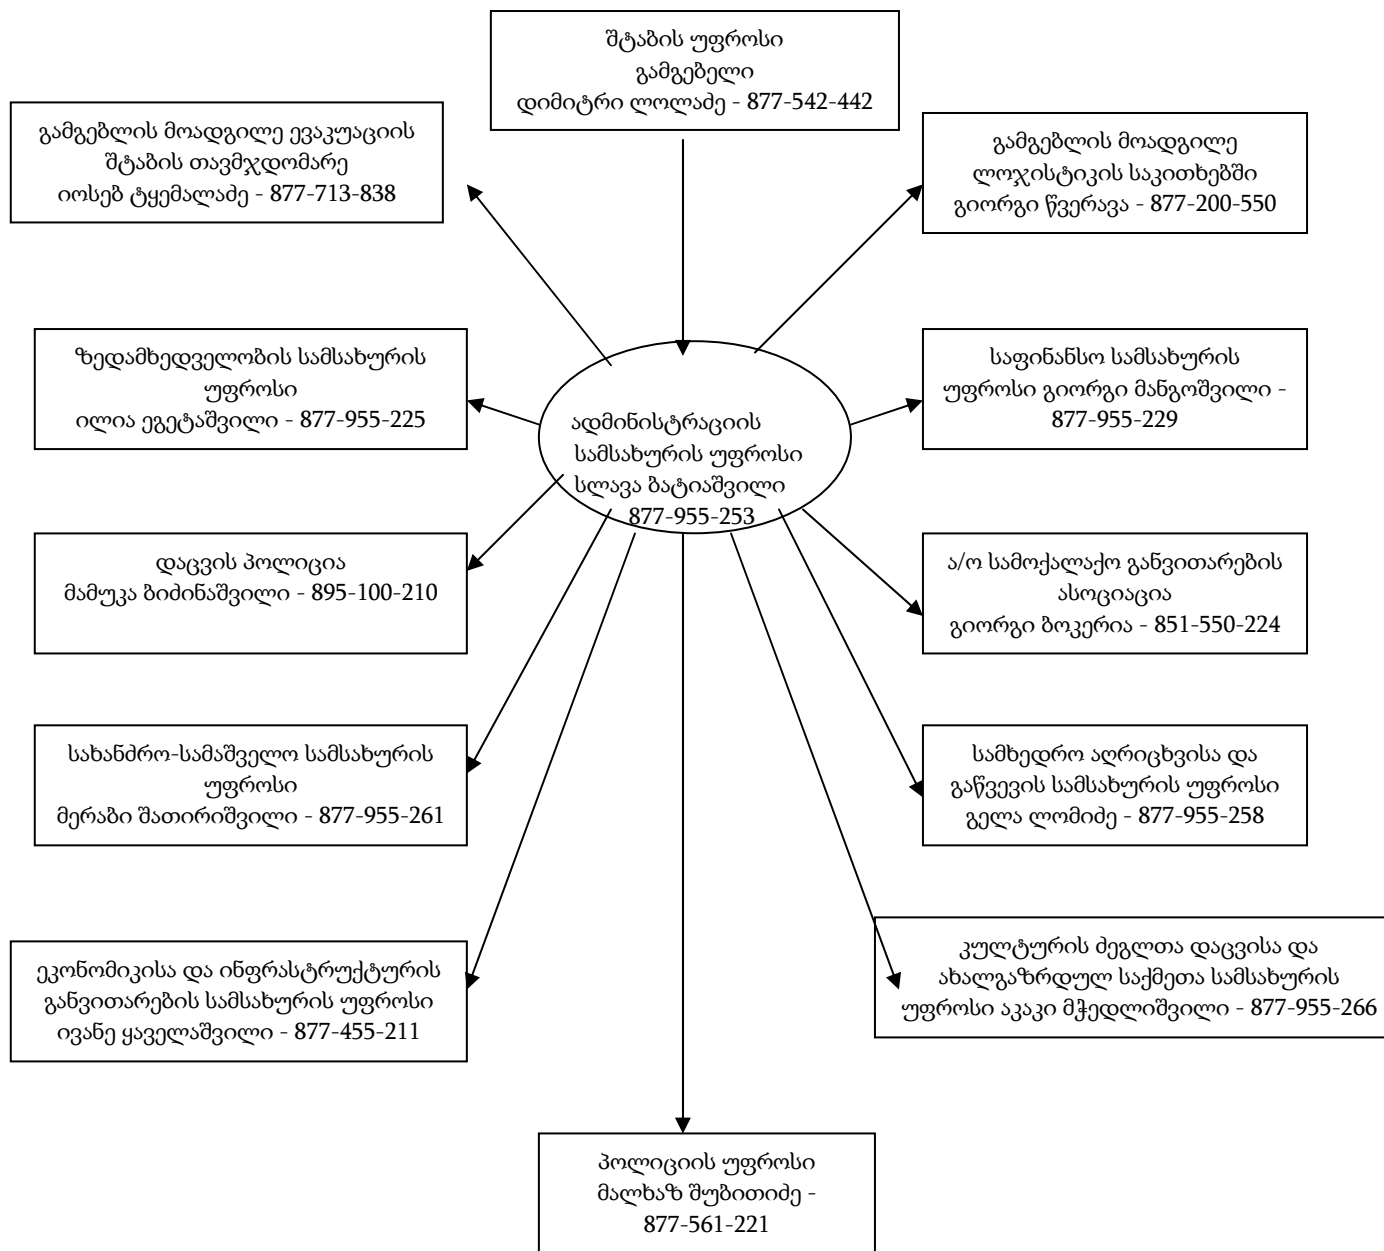 შტაბის უფროსი
გამგებელი
დიმიტრი ლოლაძე - 877-542-442
გამგებლის მოადგილე ევაკუაციის
შტაბის თავმჯდომარე
იოსებ ტყემალაძე - 877-713-838
გამგებლის მოადგილე
ლოჯისტიკის საკითხებში
გიორგი წვერავა - 877-200-550
ზედამხედველობის სამსახურის
უფროსი
ილია ეგეტაშვილი - 877-955-225
საფინანსო სამსახურის
უფროსი გიორგი მანგოშვილი -
877-955-229
ადმინისტრაციის
სამსახურის უფროსი
სლავა ბატიაშვილი
877-955-253
დაცვის პოლიცია
მამუკა ბიძინაშვილი - 895-100-210
ა/ო სამოქალაქო განვითარების
ასოციაცია
გიორგი ბოკერია - 851-550-224
სახანძრო-სამაშველო სამსახურის
უფროსი
მერაბი შათირიშვილი - 877-955-261
სამხედრო აღრიცხვისა და
გაწვევის სამსახურის უფროსი
გელა ლომიძე - 877-955-258
ეკონომიკისა და ინფრასტრუქტურის
განვითარების სამსახურის უფროსი
ივანე ყაველაშვილი - 877-455-211
კულტურის ძეგლთა დაცვისა და
ახალგაზრდულ საქმეთა სამსახურის
უფროსი აკაკი მჭედლიშვილი - 877-955-266
პოლიციის უფროსი
მალხაზ შუბითიძე -
877-561-221